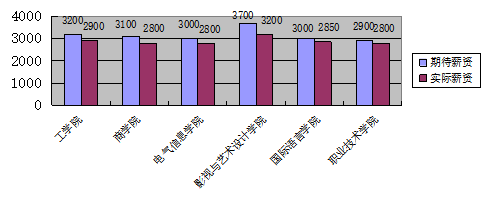 4000
3000
2000
1000
0
3200
2900
3100
2800
3000
2800
3700
3200
3000
2850
2900
2800
工学院
商学院
电气信息学院
影视与艺术设计学院
国际语言学院
职业技术学院
期待薪资
实际薪资